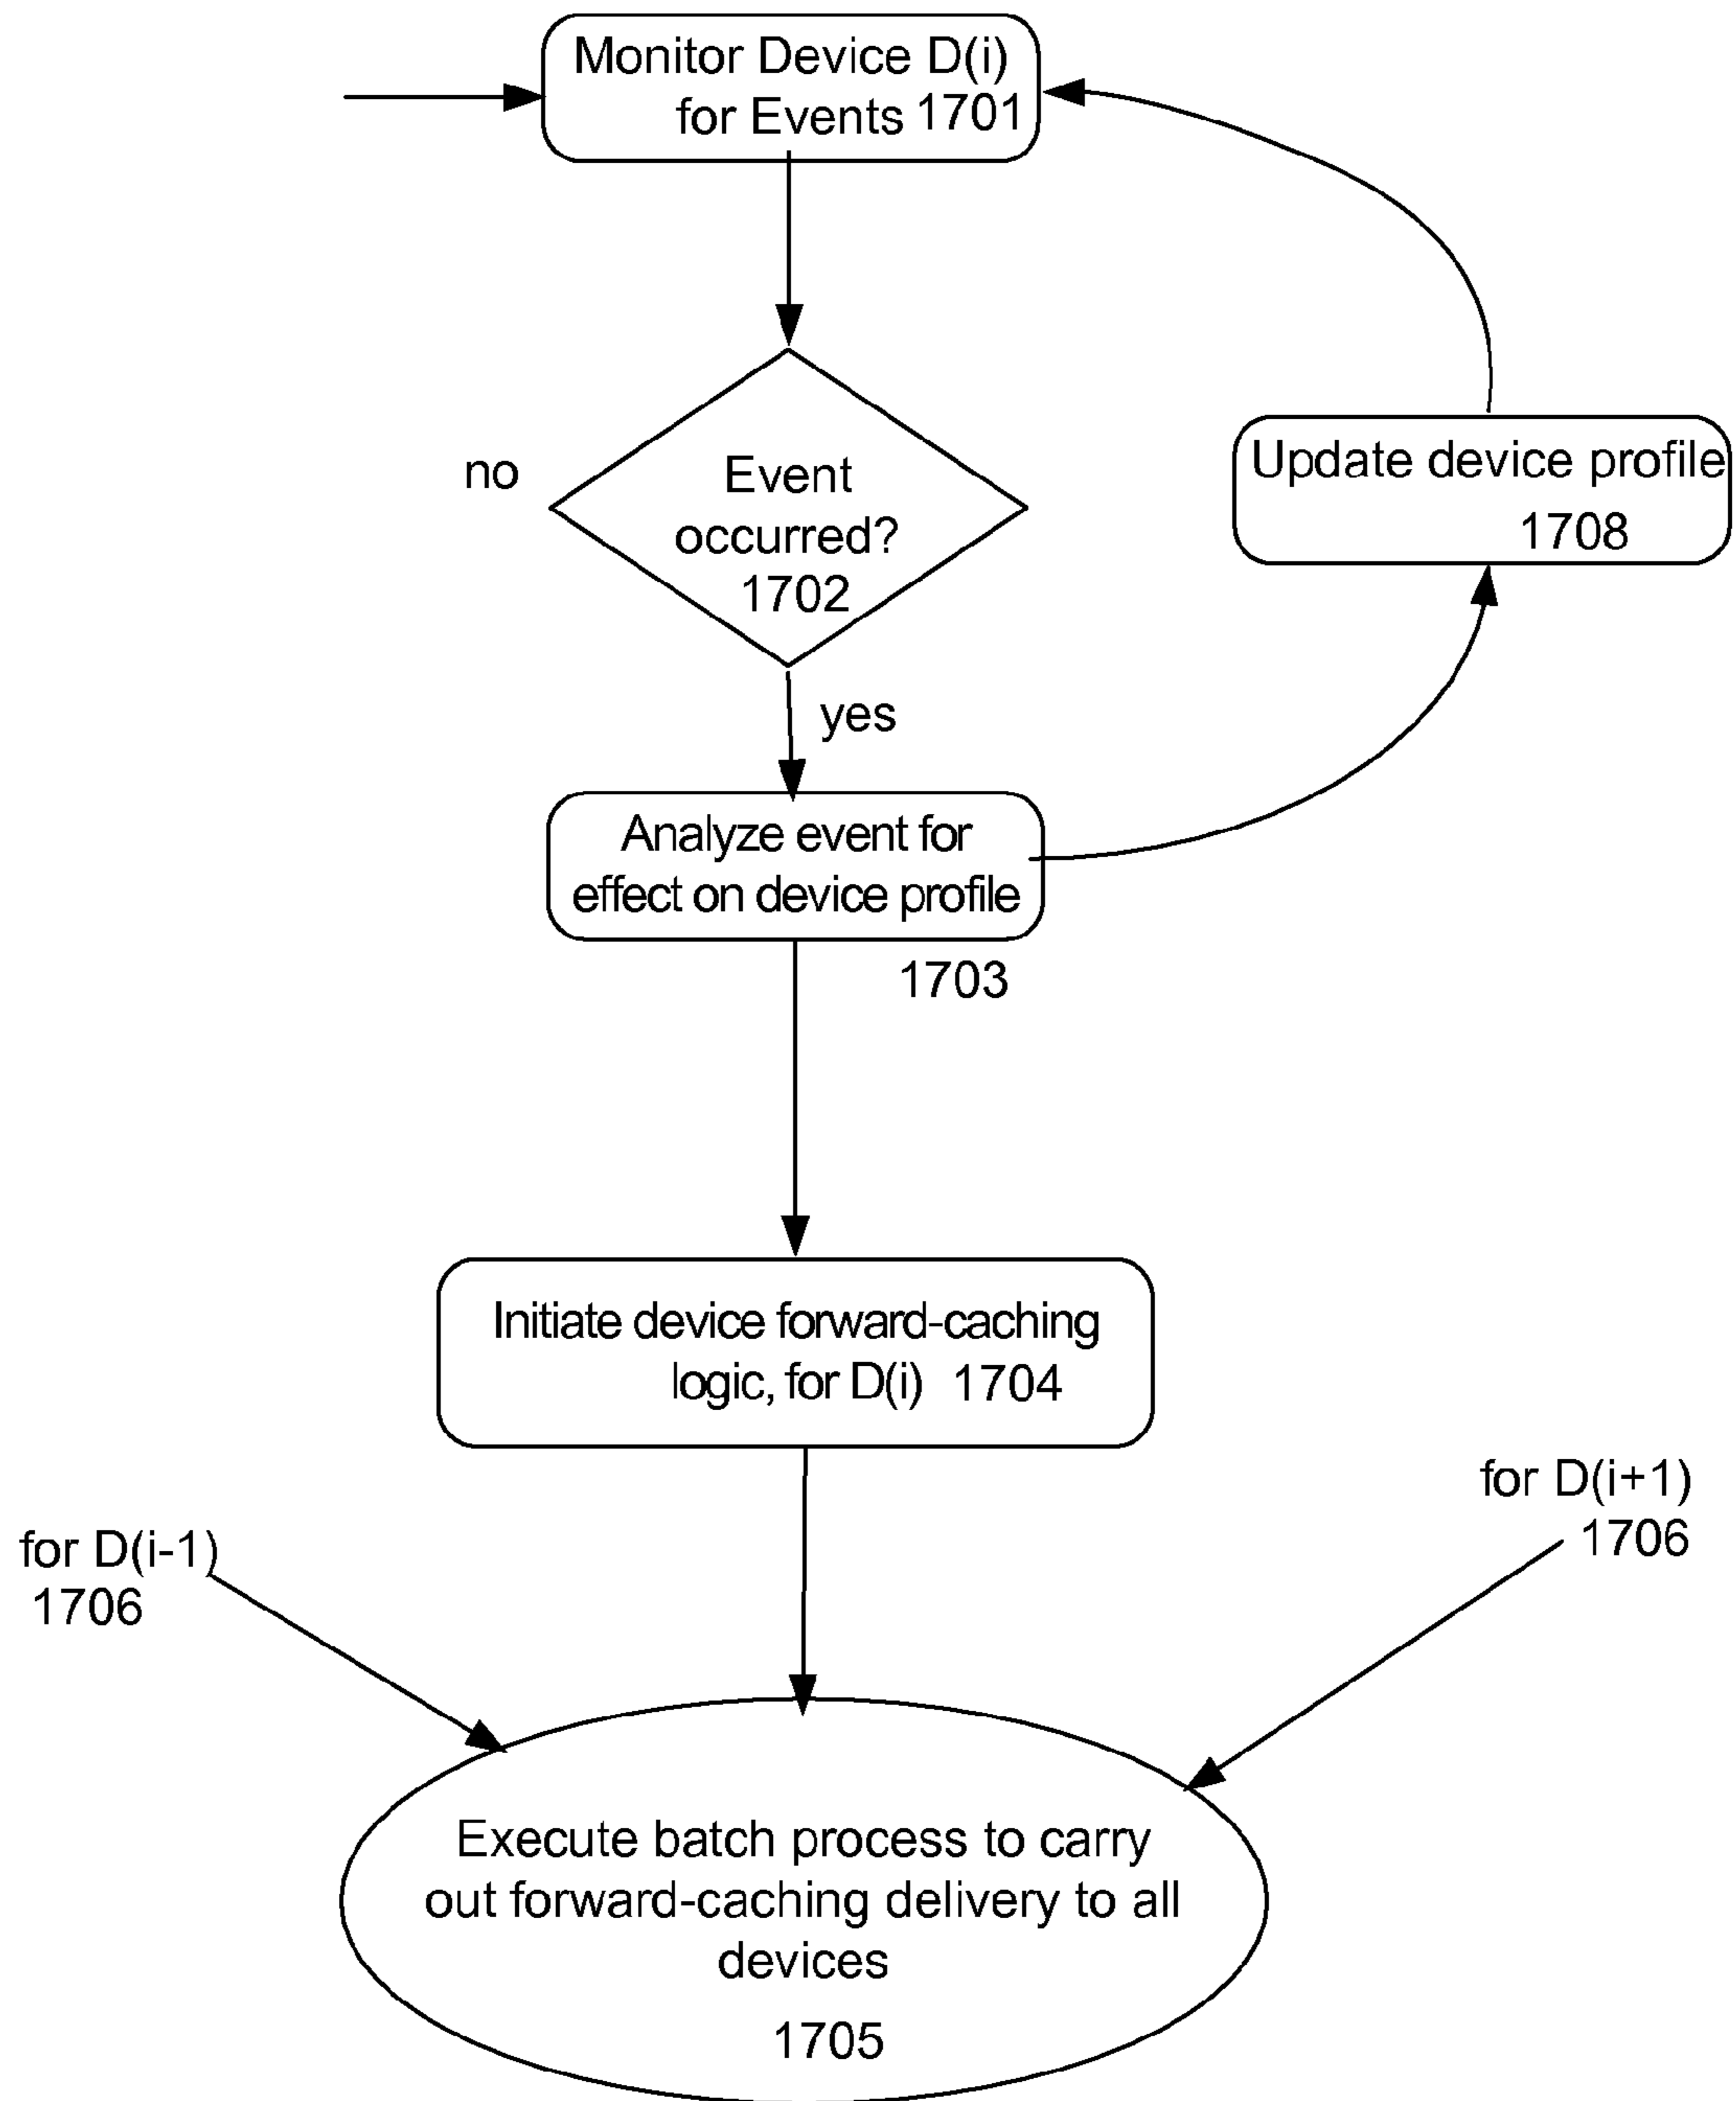 Monitor Device D(i)
for Events 1701
no
Event
occurred?
1702
Update device profile
1708
yes
Analyze event for
effect on device profile
1703
Initiate device forward-caching
logic, for D(i) 1704
for D(i+1)
1706
for D(i-1)
1706
Execute batch process to carry
out forward-caching delivery to all
devices
1705